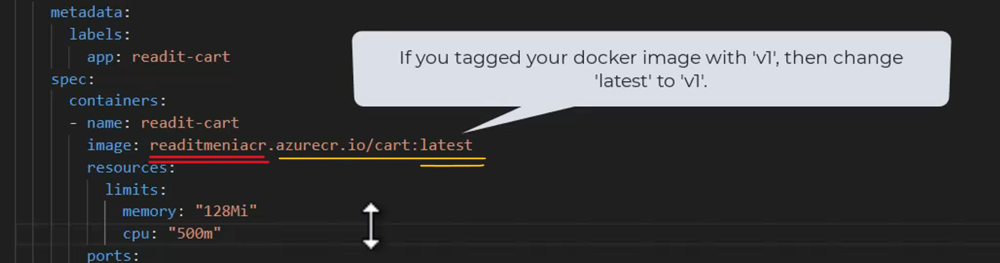 metadata:
labels:
app: readit-cart
spec:
If you tagged your docker image with 'v1', then change
'latest' to 'v1'.
containers:
- name: readit-cart
image: readitmeniacr.azurecr.io/cart:latest
resources:
limits:
memory: "128Mi"
cpu: "500m"
ports: